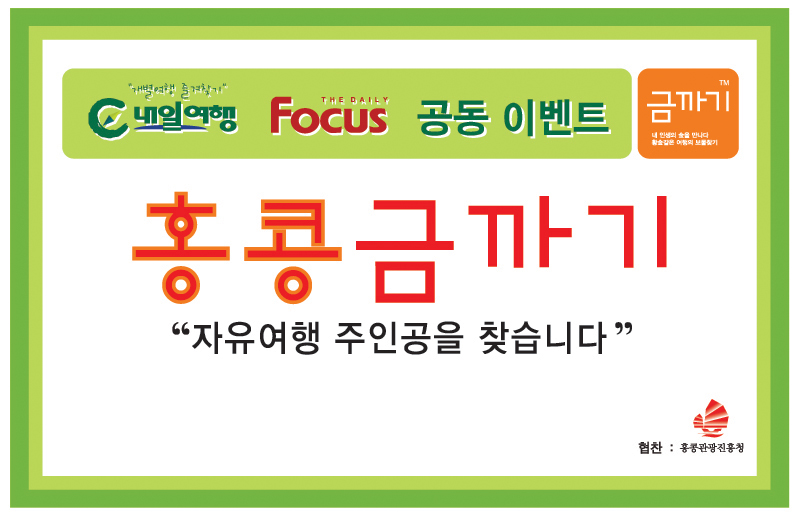 "개별여행 즐겨찾기"
내일여행
THE DAILY
FOCUS
공동 이벤트
금까기™
내 인생의 숨을 만나다
황금같은 여행의 보물찾기
홍콩금까기
“자유여행 주인공을 찾습니다”
협찬 : 홍콩관광진흥청